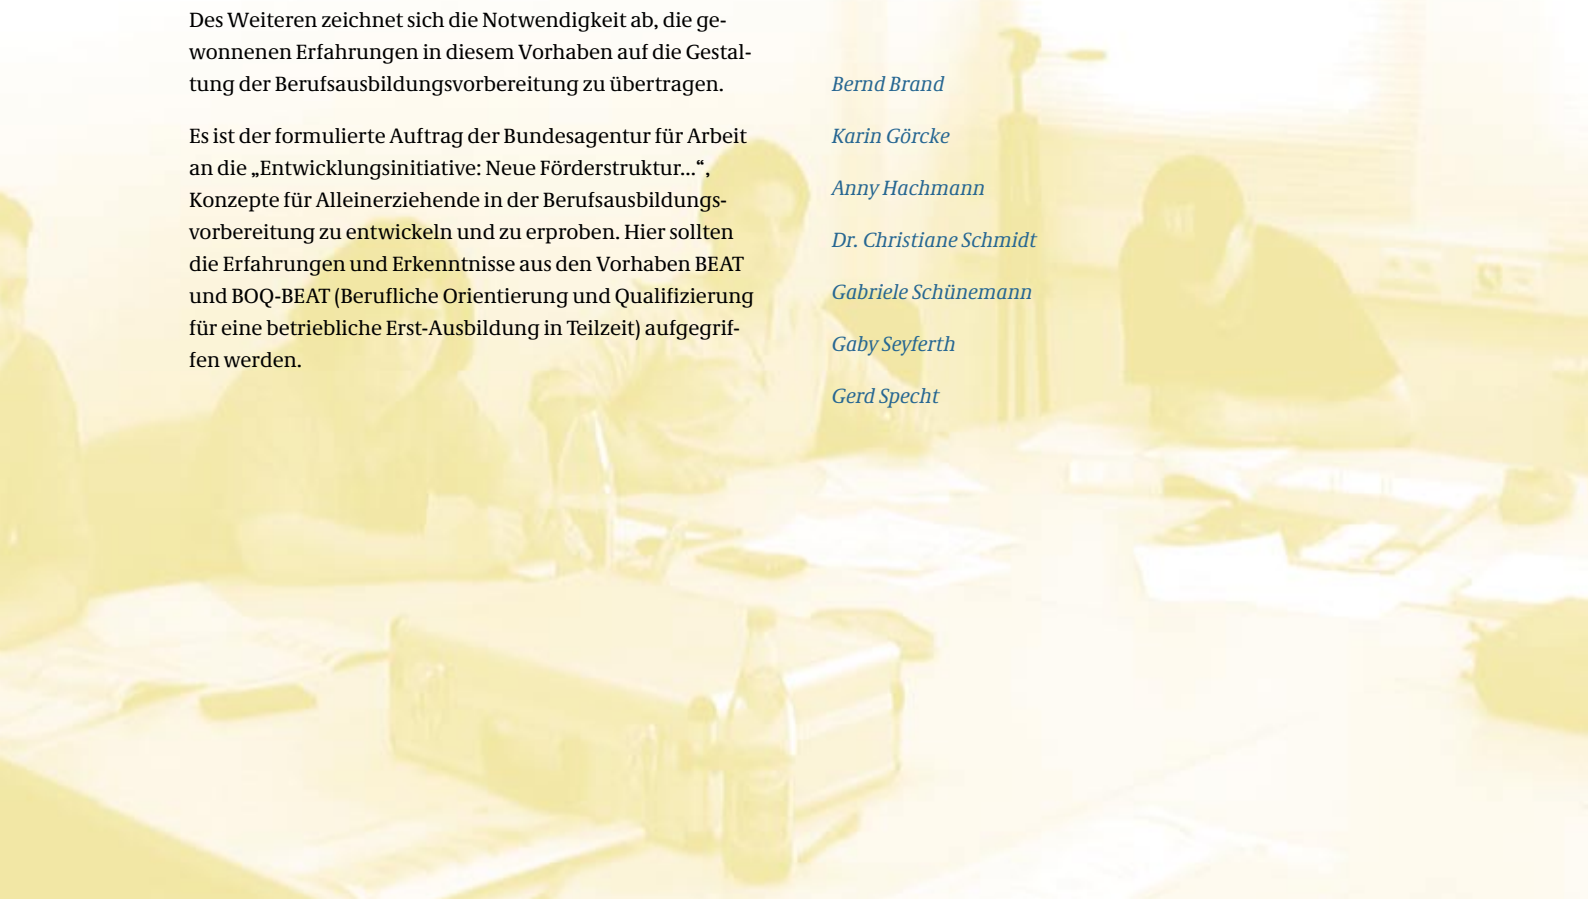 Des Weiteren zeichnet sich die Notwendigkeit ab, die ge-
wonnenen Erfahrungen in diesem Vorhaben auf die Gestal-
tung der Berufsausbildungsvorbereitung zu übertragen.
Es ist der formulierte Auftrag der Bundesagentur für Arbeit
an die „Entwicklungsinitiative: Neue Förderstruktur...“,
Konzepte für Alleinerziehende in der Berufsausbildungs-
vorbereitung zu entwickeln und zu erproben. Hier sollten
die Erfahrungen und Erkenntnisse aus den Vorhaben BEAT
und BOQ-BEAT (Berufliche Orientierung und Qualifizierung
für eine betriebliche Erst-Ausbildung in Teilzeit) aufgegrif-
fen werden.
Bernd Brand
Karin Görcke
Anny Hachmann
Dr. Christiane Schmidt
Gabriele Schünemann
Gaby Seyferth
Gerd Specht